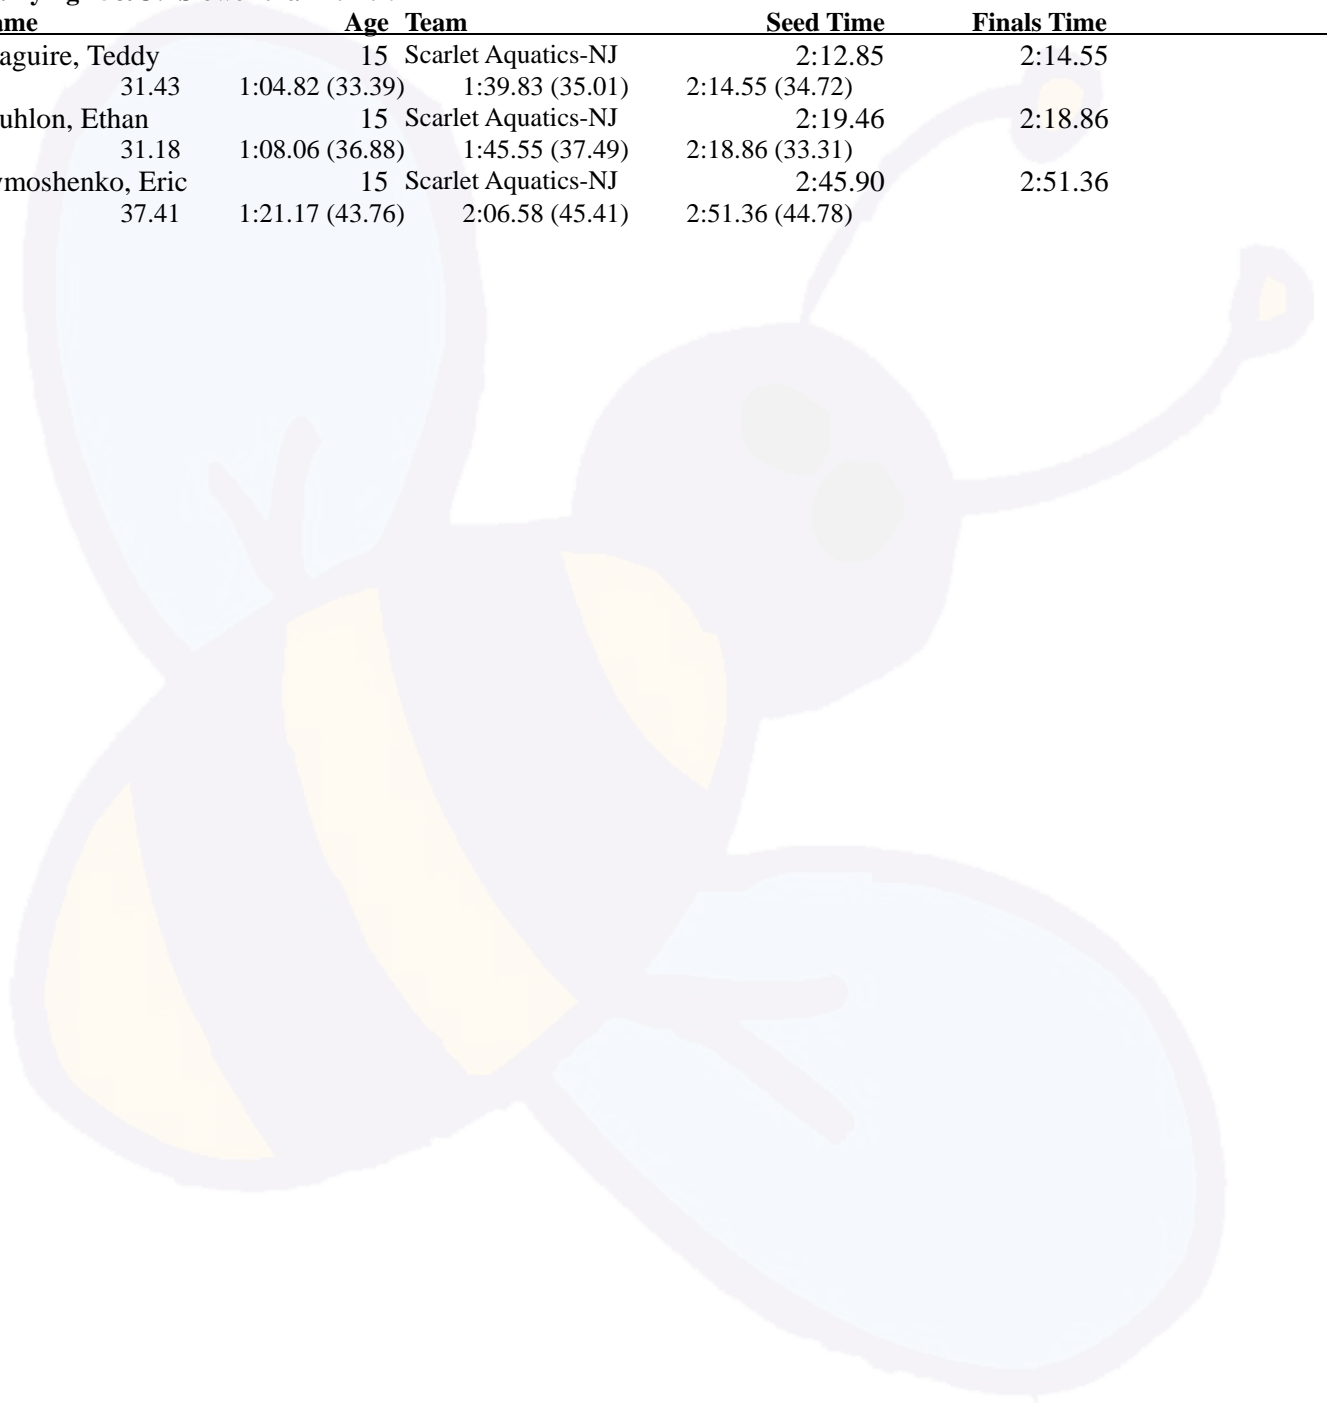 ame Age Team Seed Time Finals Time
aguire, Teddy 15 Scarlet Aquatics-NJ 2:12.85 2:14.55
31.43 1:04.82 (33.39) 1:39.83 (35.01) 2:14.55 (34.72)
uhlon, Ethan 15 Scarlet Aquatics-NJ 2:19.46 2:18.86
31.18 1:08.06 (36.88) 1:45.55 (37.49) 2:18.86 (33.31)
ymoshenko, Eric 15 Scarlet Aquatics-NJ 2:45.90 2:51.36
37.41 1:21.17 (43.76) 2:06.58 (45.41) 2:51.36 (44.78)